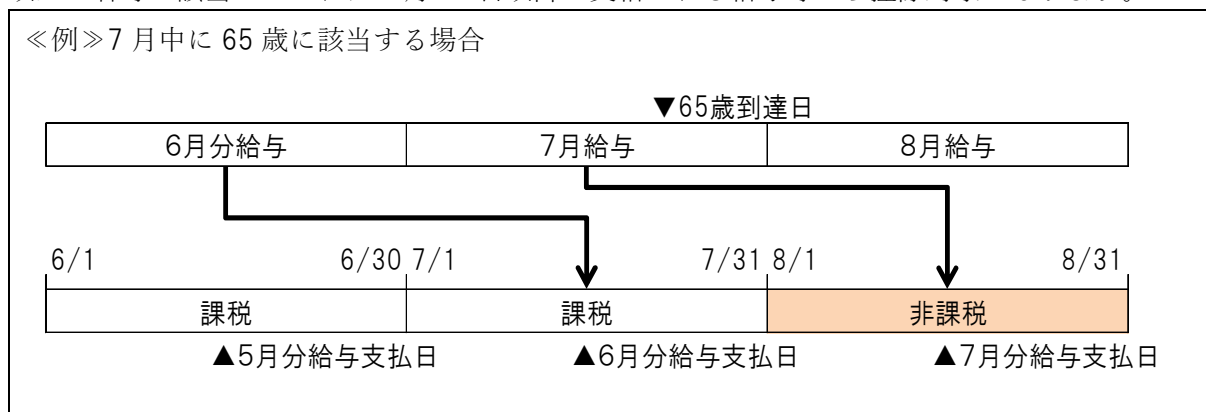 ≪例≫7月中に65歳に該当する場合
▼65歳到達日
6月分給与 7月給与 8月給与
6/1 6/30 7/1 7/31 8/1 8/31
課税 課税 非課税
▲5月分給与支払日 ▲6月分給与支払日 ▲7月分給与支払日